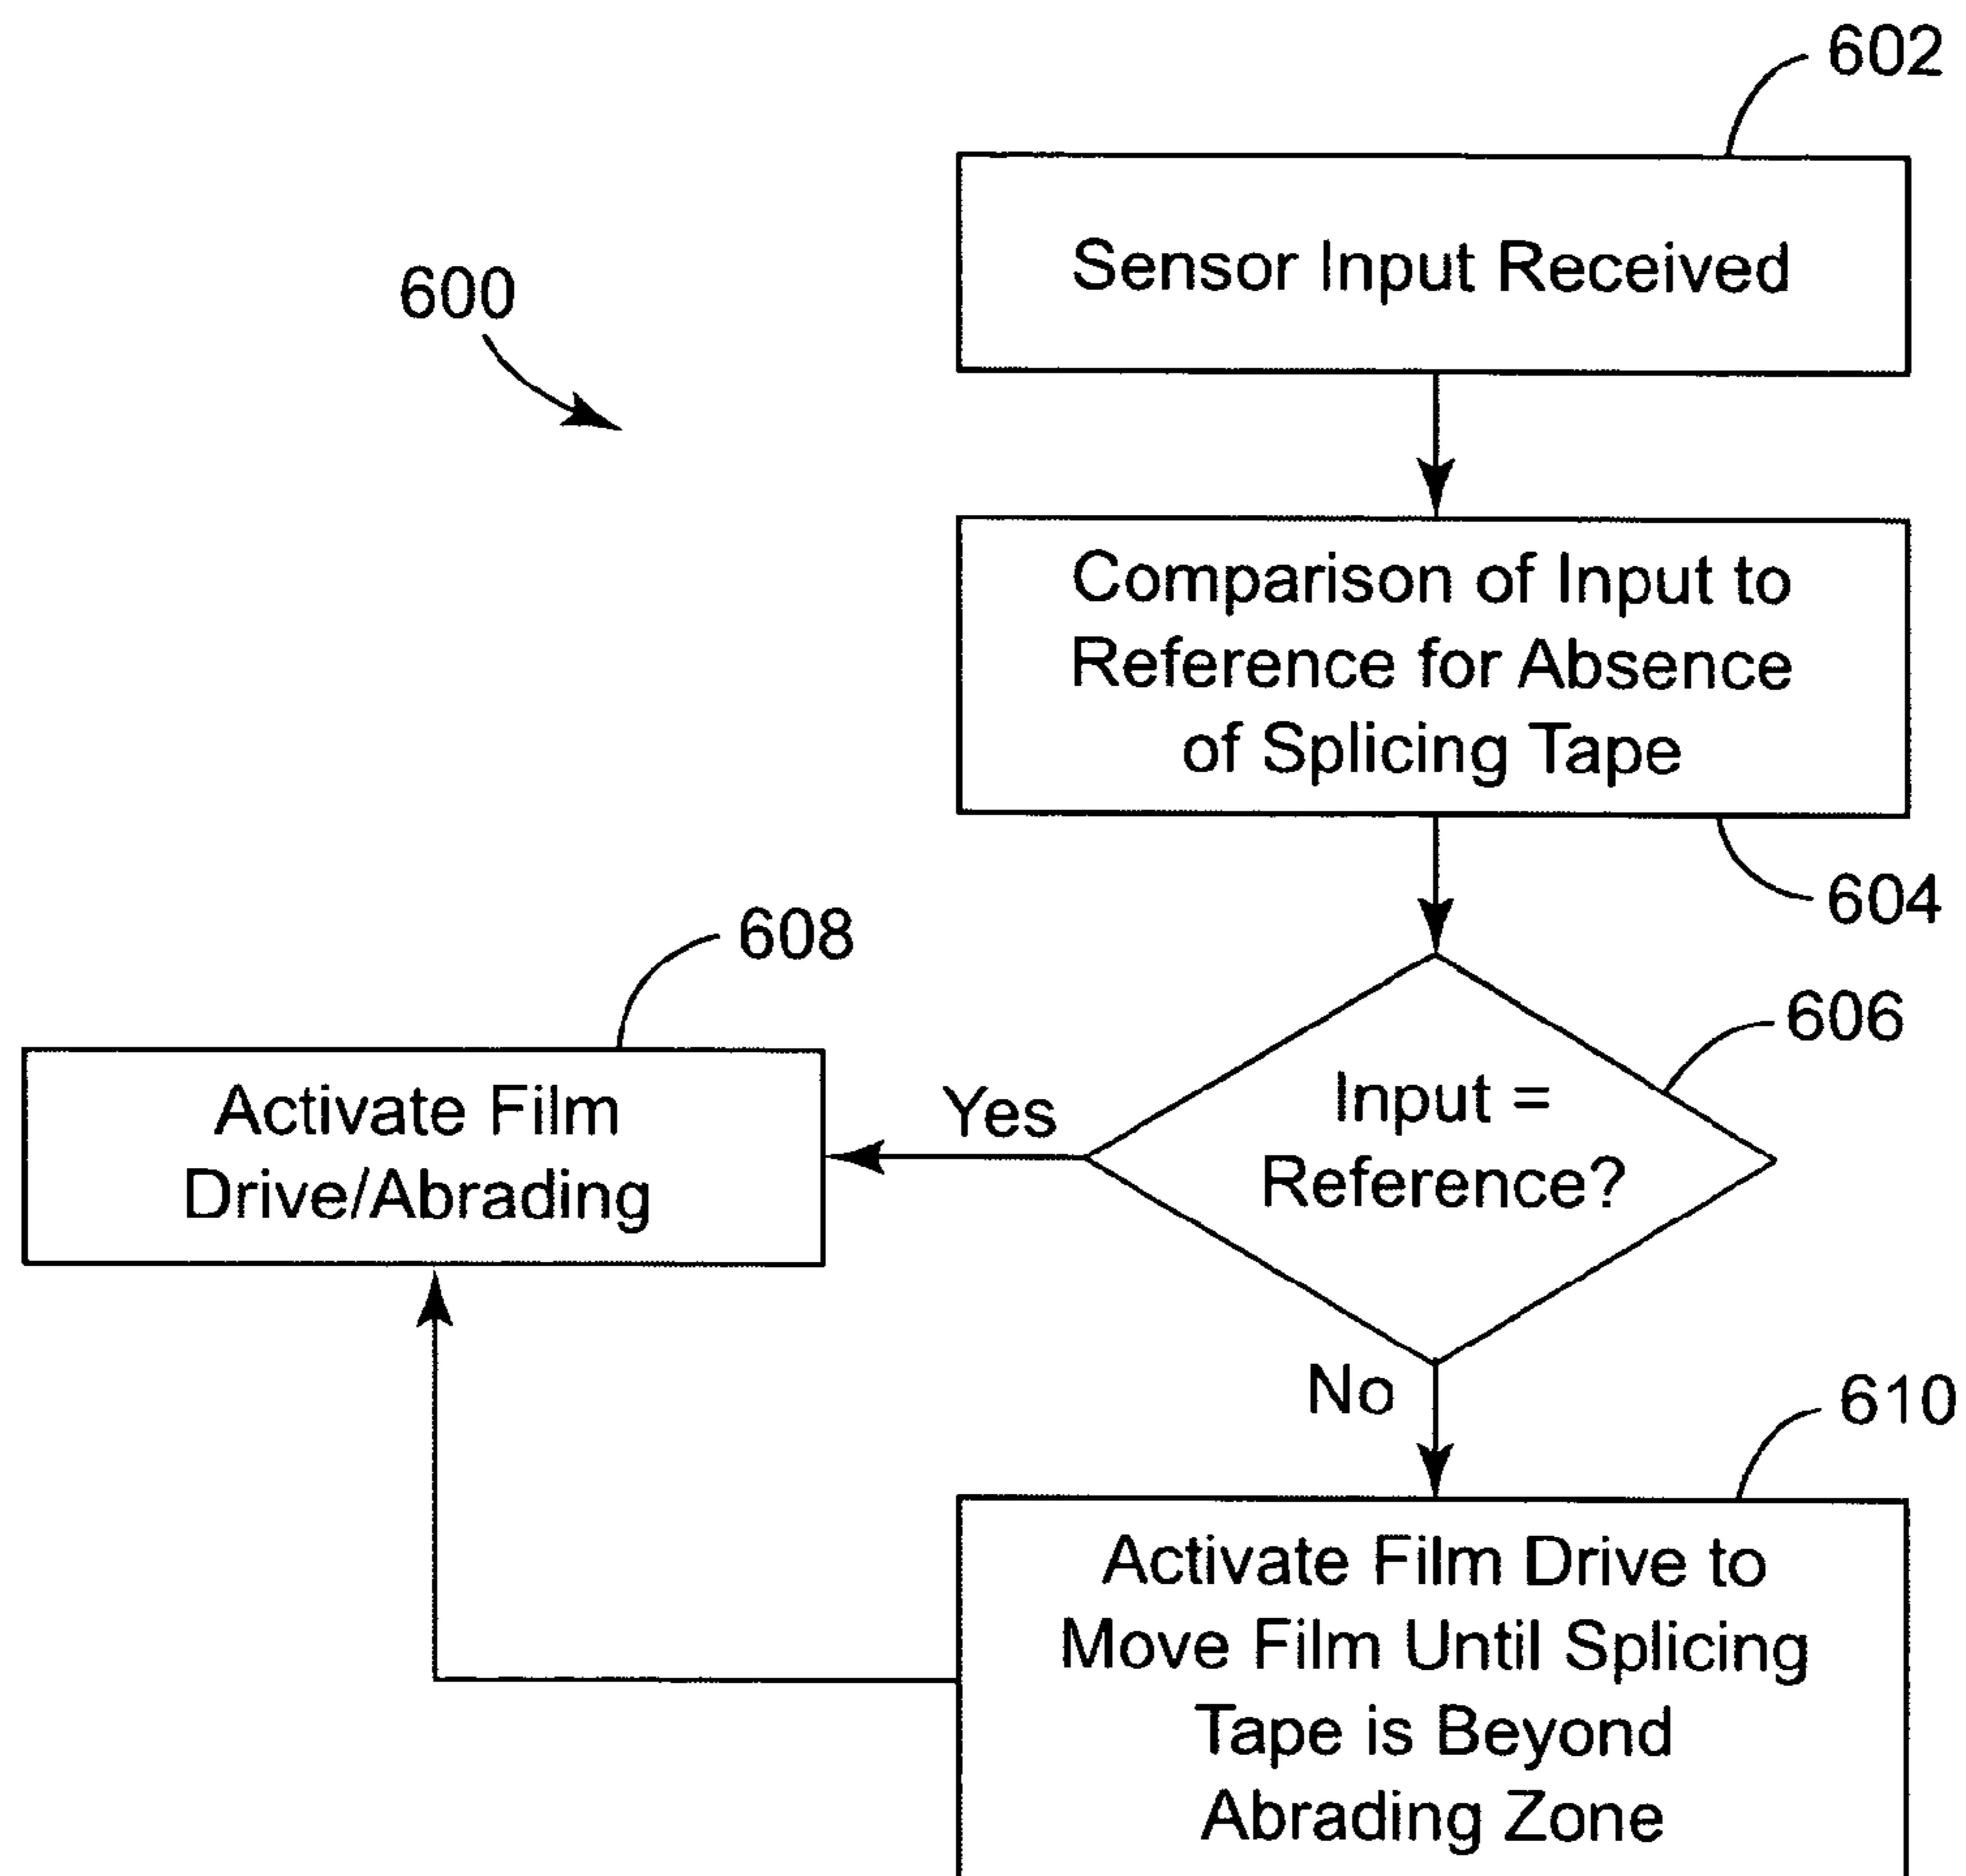 602
Sensor Input Received
600
Comparison of Input to
Reference for Absence
of Splicing Tape
604
608
606
Activate Film
Drive/Abrading
Yes
Input =
Reference?
No
610
Activate Film Drive to
Move Film Until Splicing
Tape is Beyond
Abrading Zone